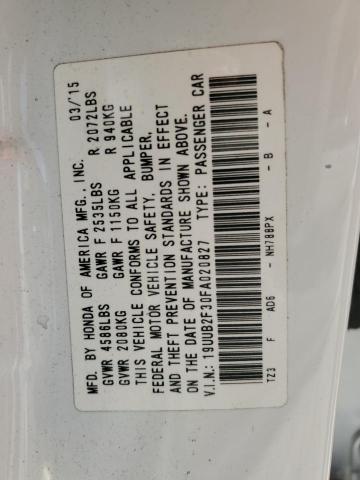 MFD. BY HONDA OF AMERICA MFG., INC. 03/'15
GVWR 4586LBS GAWR F 2535LBS R 2072LBS
GVWR 2080KG GAWR F 1150KG R 940KG
THIS VEHICLE CONFORMS TO ALL APPLICABLE
FEDERAL MOTOR VEHICLE SAFETY, BUMPER,
AND THEFT PREVENTION STANDARDS IN EFFECT
ON THE DATE OF MANUFACTURE SHOWN ABOVE.
V.I.N.: 19UUB2F30FA020827 TYPE: PASSENGER CAR
TZ3 F AD6 - NH788PX - B - A